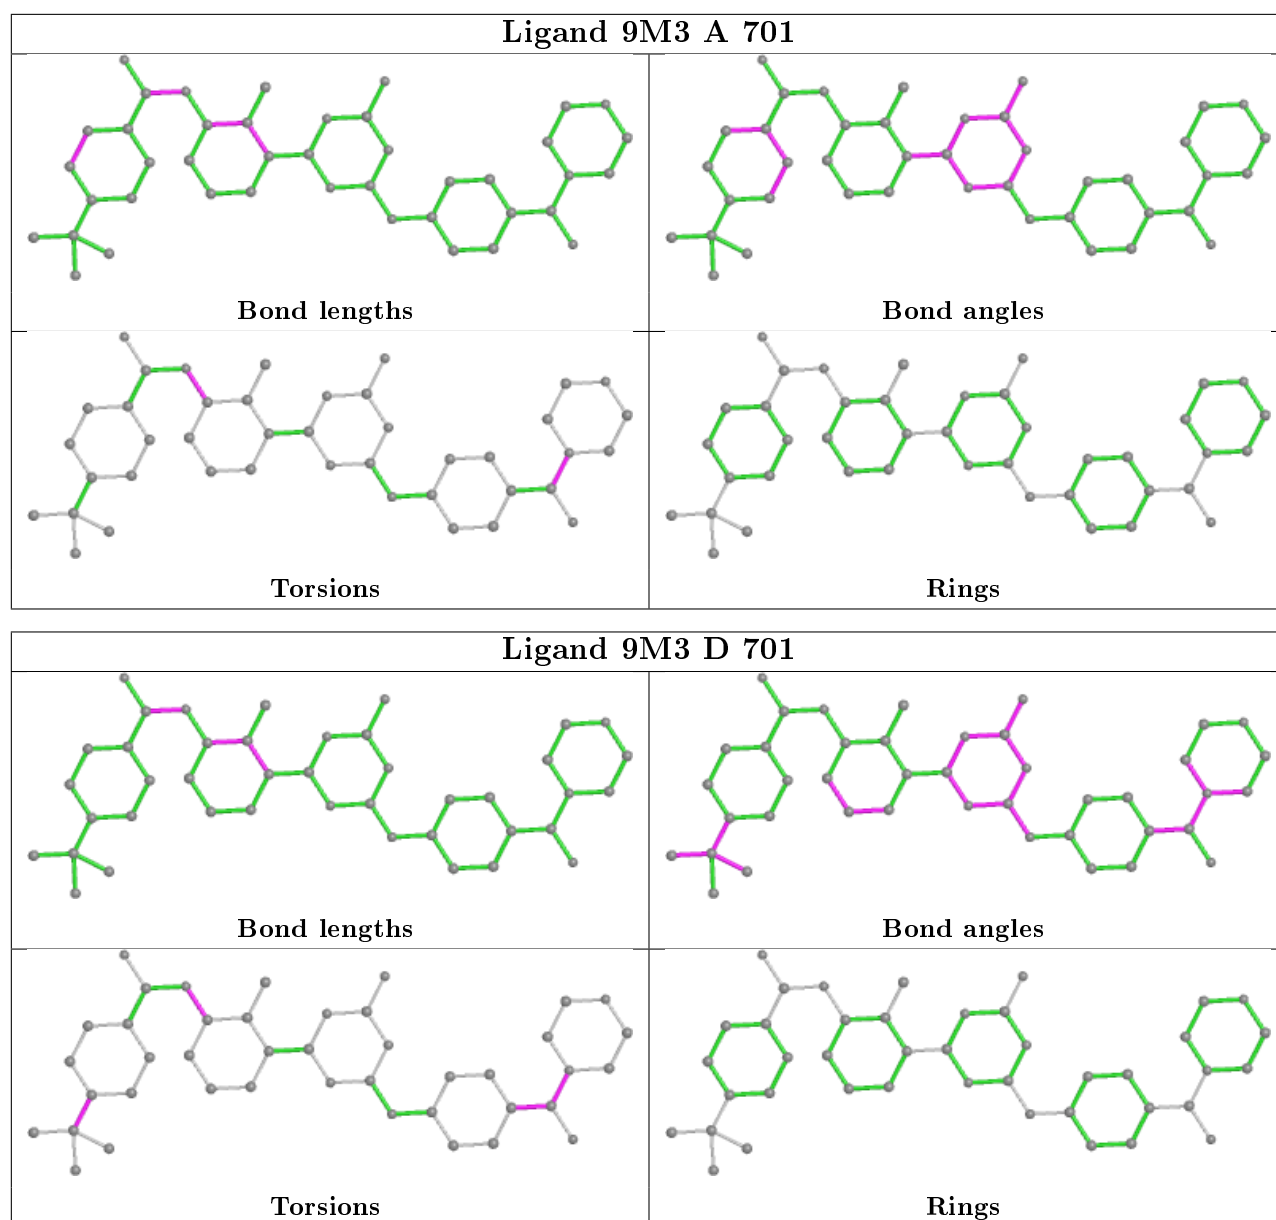 Ligand 9M3 A 701
Bond lengths
Bond angles
Torsions
Rings
Ligand 9M3 D 701
Bond lengths
Bond angles
Torsions
Rings